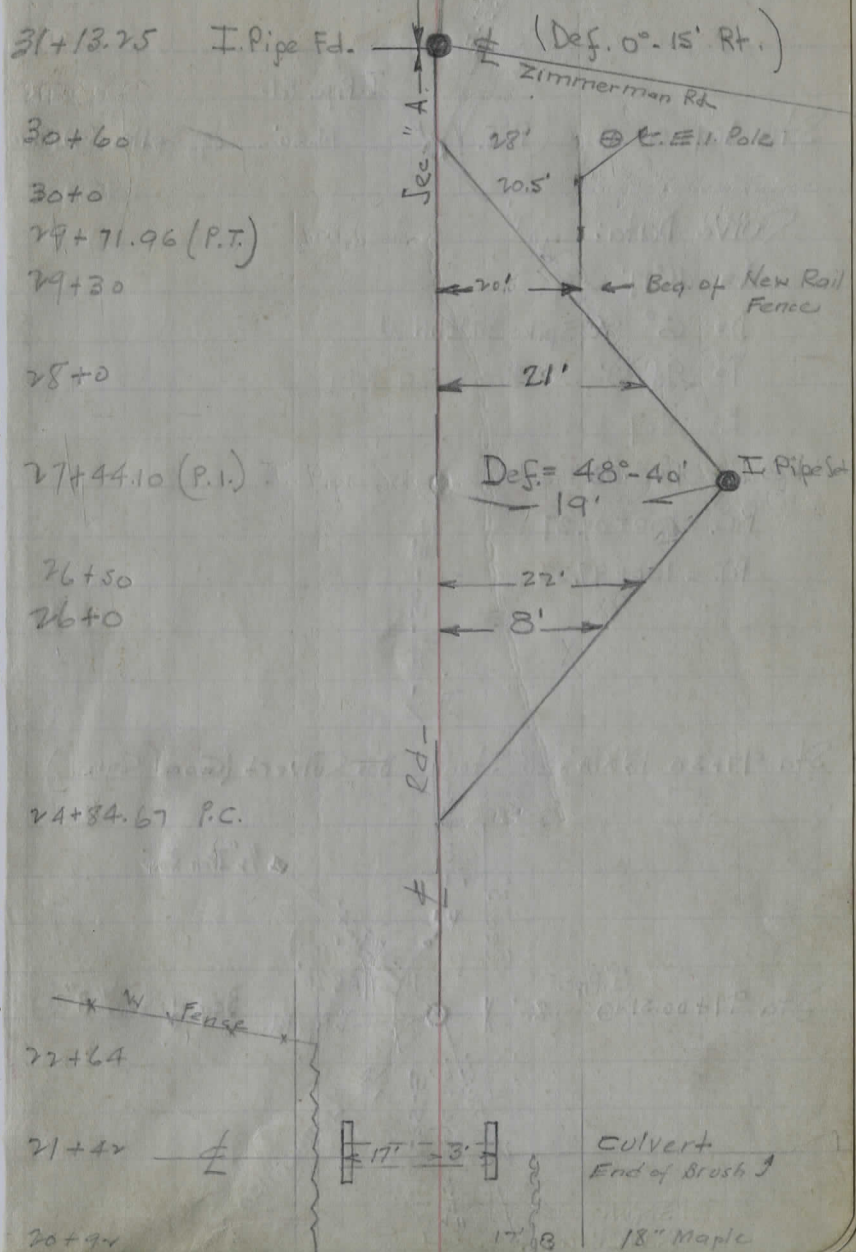 31+13.25 I. Pipe Fd. ℄ (Def. 0°-15' Rt.)
Zimmerman Rd.
Sec. "A"
30+60 28' C.E.I. Pole
30+0 20.5'
29+71.96 (P.T.)
29+30 20' Beg. of New Rail
Fence
28+0 21'
27+44.10 (P.I.) Def.= 48°-40' I. Pipe Set
19'
26+50 22'
26+0 8'
Rd.
24+84.67 P.C.
℄
W Fense
22+64
21+42 ℄ 17' 3' Culvert
End of Brush
20+92 17' 18" Maple